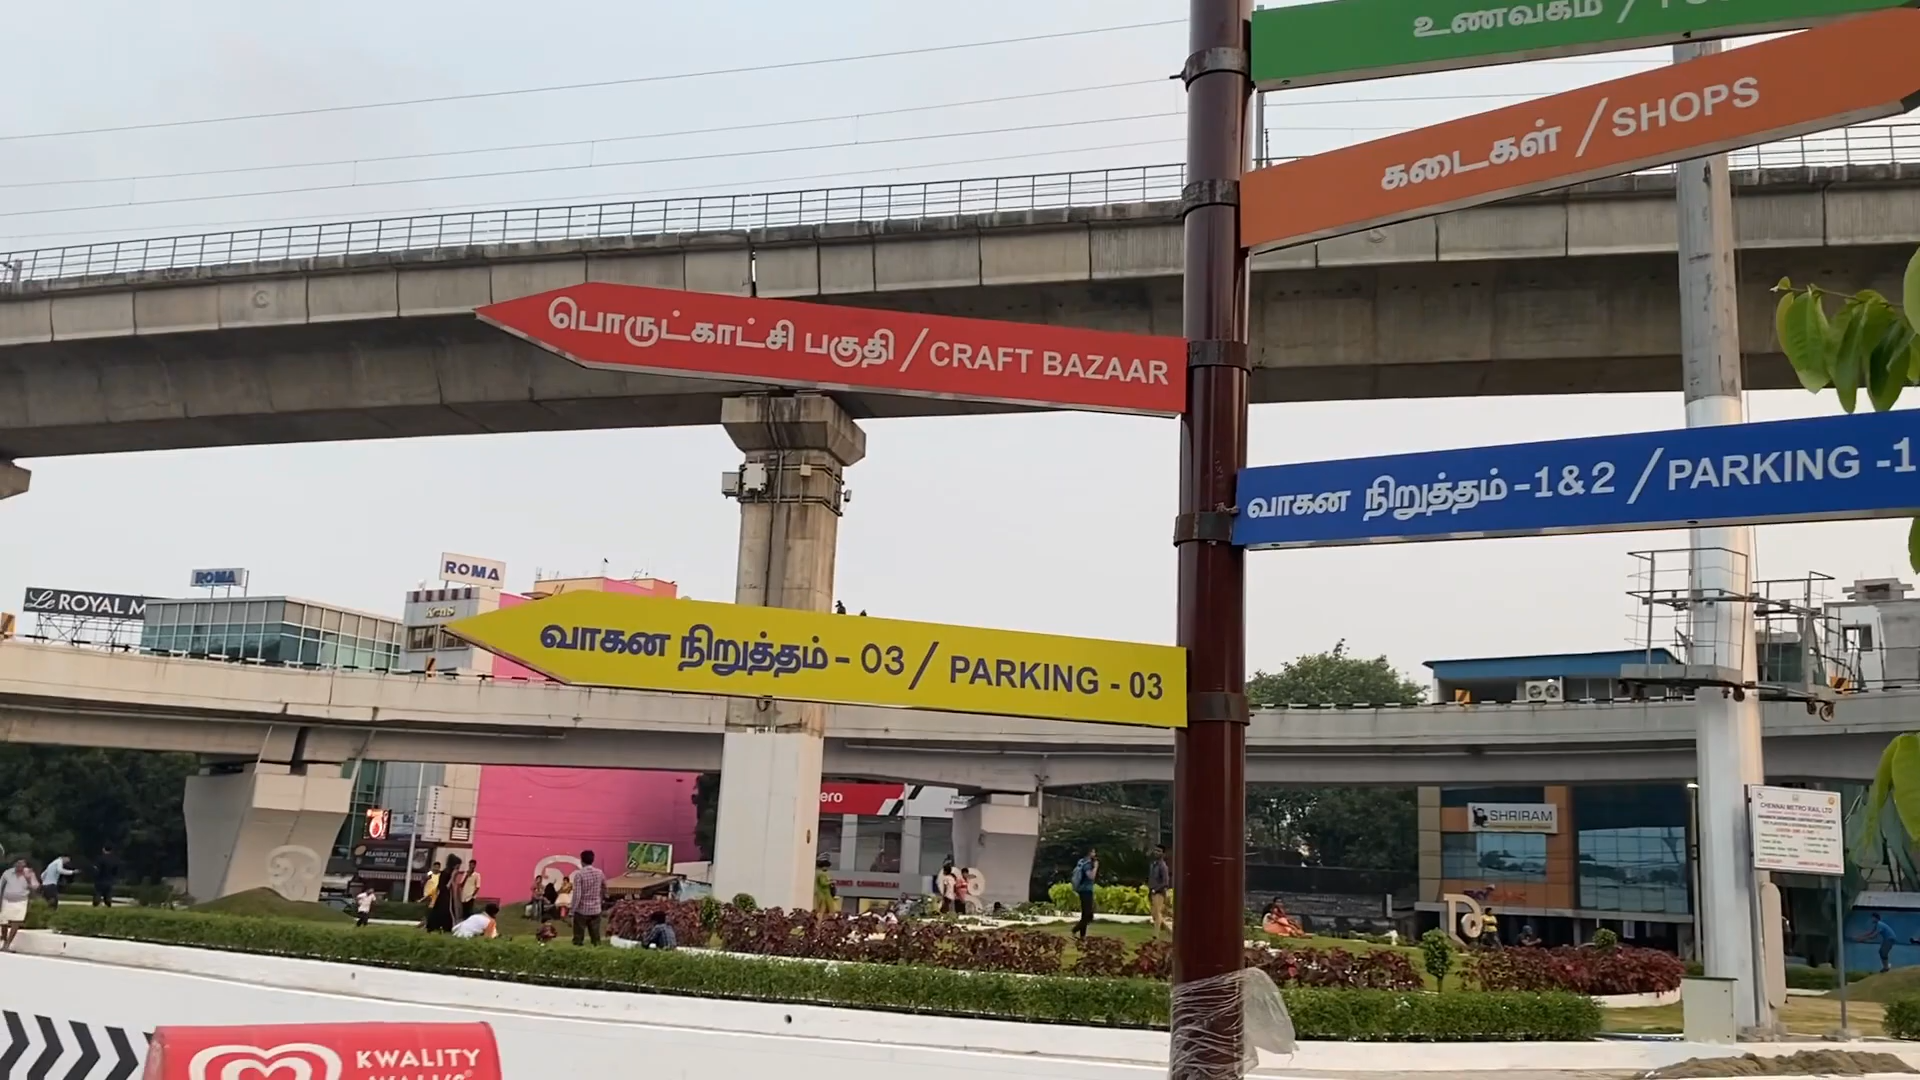 உணவகம் /
கடைகள் / SHOPS
பொருட்காட்சி பகுதி / CRAFT BAZAAR
வாகன நிறுத்தம் -1&2 / PARKING -1
வாகன நிறுத்தம் - 03 / PARKING - 03
Le ROYAL M
ROMA
ROMA
SHRIRAM
CHENNAI METRO RAIL LTD
KWALITY
WALL'S